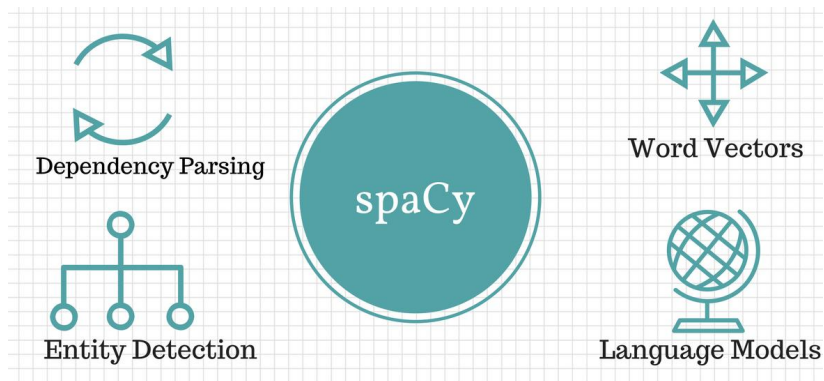 Dependency Parsing
Word Vectors
spaCy
Entity Detection
Language Models